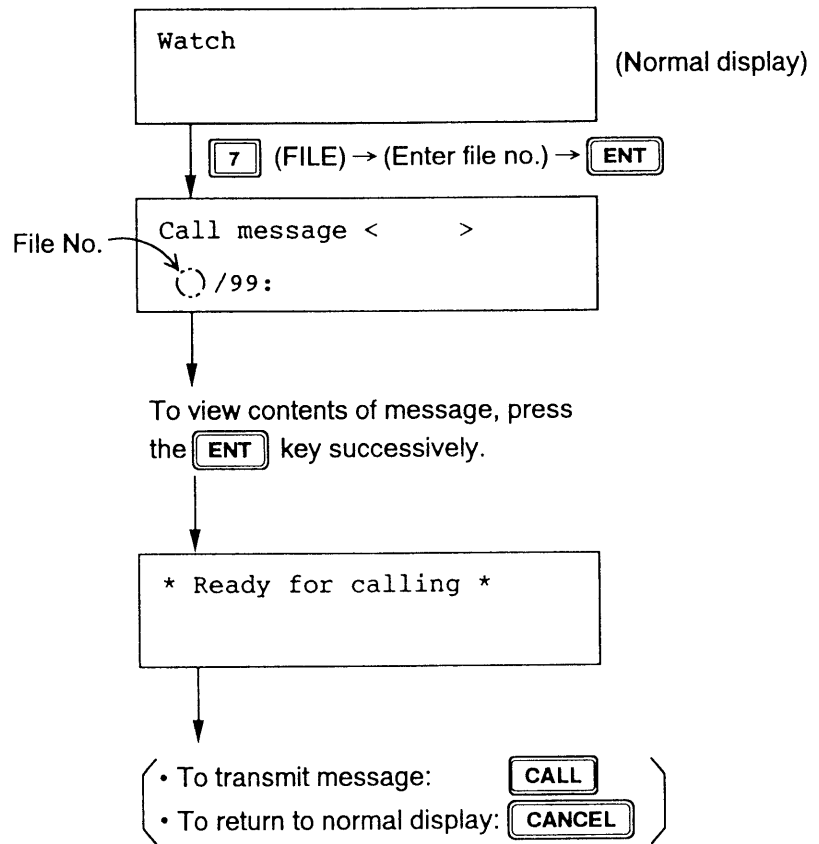 Watch
(Normal display)
7 (FILE) → (Enter file no.) → ENT
Call message <     >
File No.
/99:
To view contents of message, press
the ENT key successively.
* Ready for calling *
• To transmit message: CALL
• To return to normal display: CANCEL